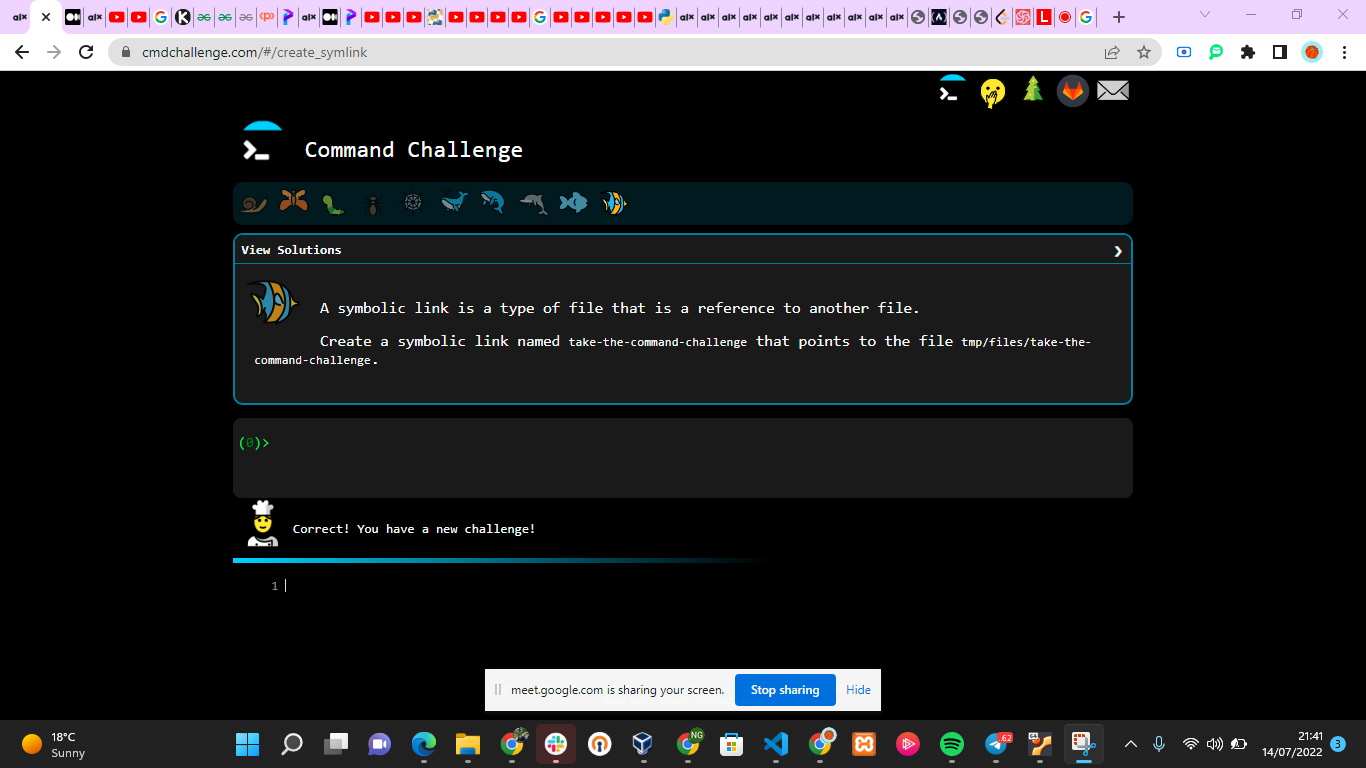 cmdchallenge.com/#/create_symlink
Command Challenge
View Solutions
A symbolic link is a type of file that is a reference to another file.
Create a symbolic link named take-the-command-challenge that points to the file tmp/files/take-the-
command-challenge.
(0)>
Correct! You have a new challenge!
1
meet.google.com is sharing your screen.
Stop sharing
Hide
18°C
Sunny
NG
62
21:41
14/07/2022
3